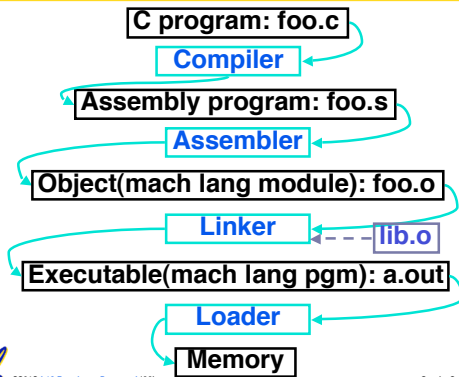 C program: foo.c
Compiler
Assembly program: foo.s
Assembler
Object(mach lang module): foo.o
Linker
lib.o
Executable(mach lang pgm): a.out
Loader
Memory